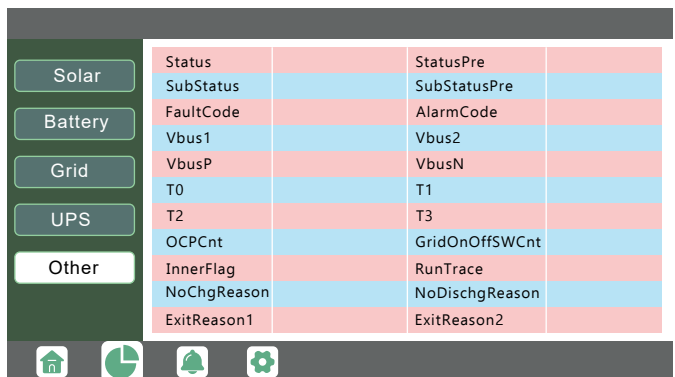 Solar
Battery
Grid
UPS
Other
Status StatusPre
SubStatus SubStatusPre
FaultCode AlarmCode
Vbus1 Vbus2
VbusP VbusN
T0 T1
T2 T3
OCPCnt GridOnOffSWCnt
InnerFlag RunTrace
NoChgReason NoDischgReason
ExitReason1 ExitReason2